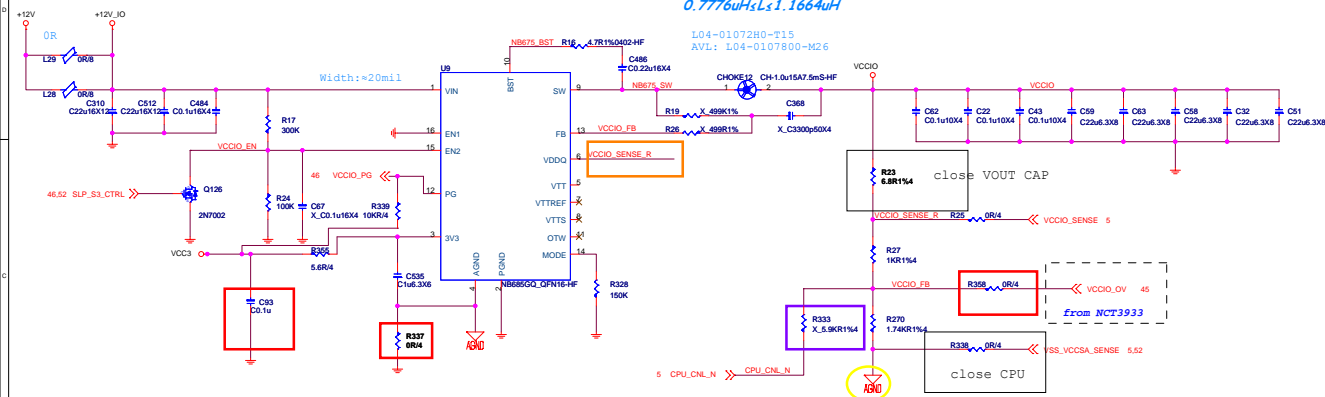 0.7776uH≤L≤1.1664uH
L04-01072H0-T15
AVL: L04-0107800-M26
D
+12V
+12V_IO
0R
L29
0R/8
L28
0R/8
C310
C22u16X12
C512
C22u16X12
C484
C0.1u16X4
Width:≈20mil
R17
300K
VCCIO_EN
46,52 SLP_S3_CTRL
Q126
2N7002
R24
100K
C67
X_C0.1u16X4
46 VCCIO_PG
R339
10KR/4
VCC3
R355
5.6R/4
C93
C0.1u
C535
C1u6.3X6
R337
0R/4
AGND
C
U9
NB685GQ_QFN16-HF
1 VIN
16 EN1
15 EN2
12 PG
3 3V3
4 AGND
2 PGND
10 BST
SW 9
FB 13
VDDQ 6
VTT 5
VTTREF 7
VTTS 8
OTW 11
MODE 14
R328
150K
NB675_BST
R16 4.7R1%0402-HF
C486
C0.22u16X4
NB675_SW
CHOKE12 CH-1.0u15A7.5mS-HF
1 2
R19 X_499K1%
R26 X_499R1%
C368
X_C3300p50X4
VCCIO_FB
VCCIO_SENSE_R
VCCIO
VCCIO
C62
C0.1u10X4
C22
C0.1u10X4
C43
C0.1u10X4
C59
C22u6.3X8
C63
C22u6.3X8
C58
C22u6.3X8
C32
C22u6.3X8
C51
C22u6.3X8
R23
6.8R1%4
close VOUT CAP
VCCIO_SENSE_R
R25 0R/4
VCCIO_SENSE 5
R27
1KR1%4
VCCIO_FB
R358 0R/4
VCCIO_OV 45
from NCT3933
R333
X_5.9KR1%4
R270
1.74KR1%4
R338 0R/4
VSS_VCCSA_SENSE 5,52
close CPU
5 CPU_CNL_N
CPU_CNL_N
AGND